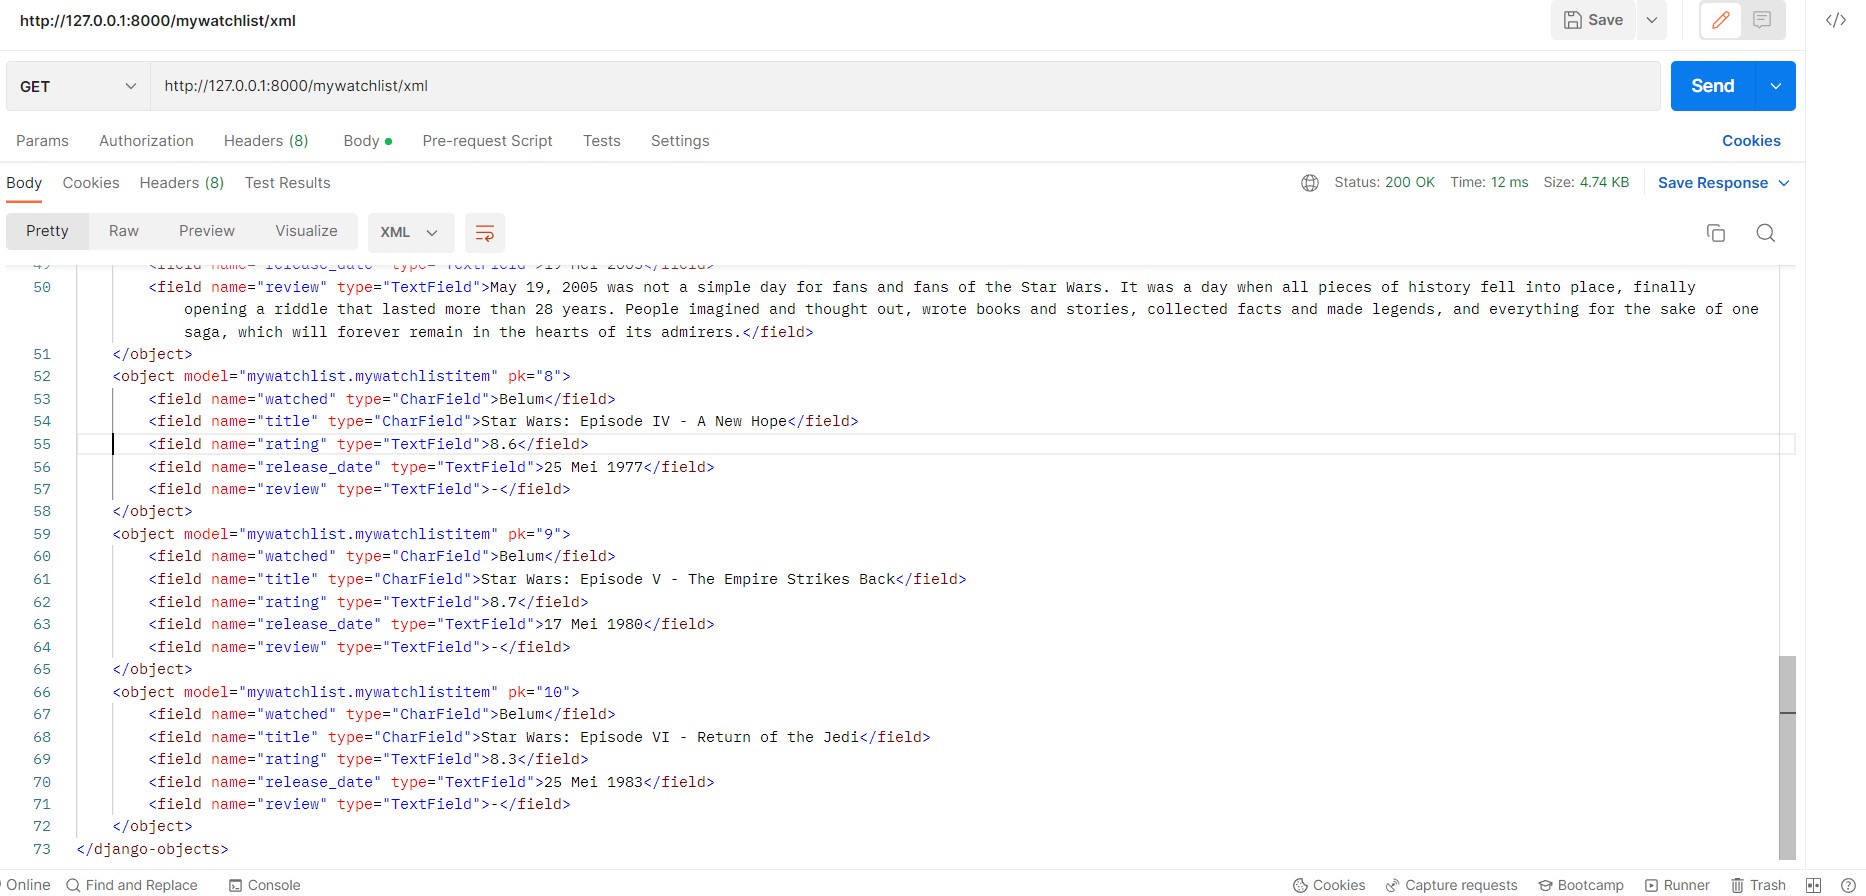 http://127.0.0.1:8000/mywatchlist/xml
Save
GET
http://127.0.0.1:8000/mywatchlist/xml
Send
Params Authorization Headers (8) Body Pre-request Script Tests Settings Cookies
Body Cookies Headers (8) Test Results Status: 200 OK Time: 12 ms Size: 4.74 KB Save Response
Pretty Raw Preview Visualize XML
49 <field name="release_date" type="TextField">19 Mei 2005</field>
50 <field name="review" type="TextField">May 19, 2005 was not a simple day for fans and fans of the Star Wars. It was a day when all pieces of history fell into place, finally
opening a riddle that lasted more than 28 years. People imagined and thought out, wrote books and stories, collected facts and made legends, and everything for the sake of one
saga, which will forever remain in the hearts of its admirers.</field>
51 </object>
52 <object model="mywatchlist.mywatchlistitem" pk="8">
53 <field name="watched" type="CharField">Belum</field>
54 <field name="title" type="CharField">Star Wars: Episode IV - A New Hope</field>
55 <field name="rating" type="TextField">8.6</field>
56 <field name="release_date" type="TextField">25 Mei 1977</field>
57 <field name="review" type="TextField">-</field>
58 </object>
59 <object model="mywatchlist.mywatchlistitem" pk="9">
60 <field name="watched" type="CharField">Belum</field>
61 <field name="title" type="CharField">Star Wars: Episode V - The Empire Strikes Back</field>
62 <field name="rating" type="TextField">8.7</field>
63 <field name="release_date" type="TextField">17 Mei 1980</field>
64 <field name="review" type="TextField">-</field>
65 </object>
66 <object model="mywatchlist.mywatchlistitem" pk="10">
67 <field name="watched" type="CharField">Belum</field>
68 <field name="title" type="CharField">Star Wars: Episode VI - Return of the Jedi</field>
69 <field name="rating" type="TextField">8.3</field>
70 <field name="release_date" type="TextField">25 Mei 1983</field>
71 <field name="review" type="TextField">-</field>
72 </object>
73 </django-objects>
Online Find and Replace Console Cookies Capture requests Bootcamp Runner Trash